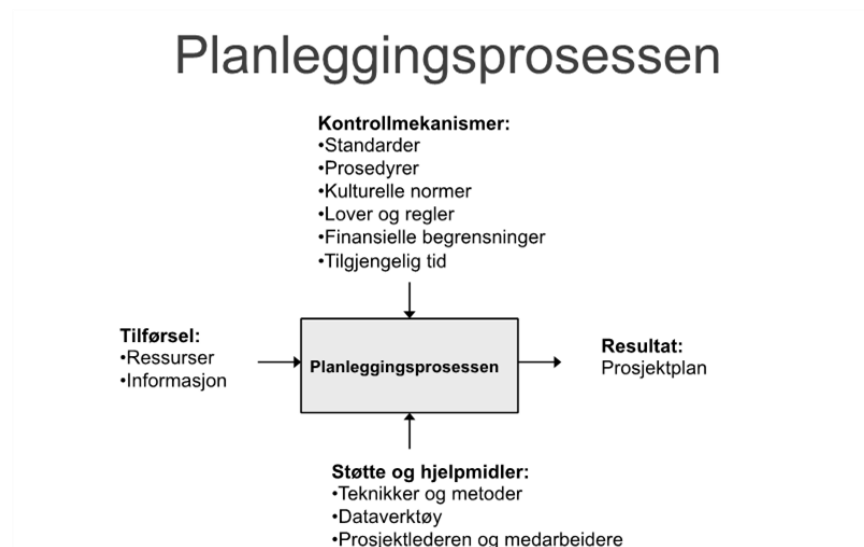 Planleggingsprosessen
Kontrollmekanismer:
•Standarder
•Prosedyrer
•Kulturelle normer
•Lover og regler
•Finansielle begrensninger
•Tilgjengelig tid
Tilførsel:
•Ressurser
•Informasjon
Planleggingsprosessen
Resultat:
Prosjektplan
Støtte og hjelpmidler:
•Teknikker og metoder
•Dataverktøy
•Prosjektlederen og medarbeidere